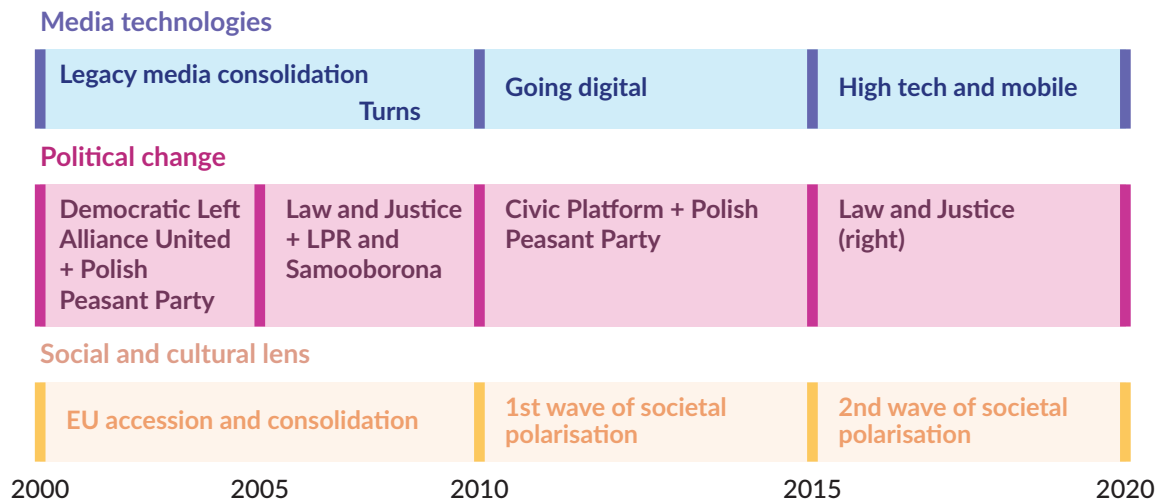 Media technologies
Legacy media consolidation
Turns
Going digital
High tech and mobile
Political change
Democratic Left
Alliance United
+ Polish
Peasant Party
Law and Justice
+ LPR and
Samooborona
Civic Platform + Polish
Peasant Party
Law and Justice
(right)
Social and cultural lens
EU accession and consolidation
1st wave of societal
polarisation
2nd wave of societal
polarisation
2000
2005
2010
2015
2020